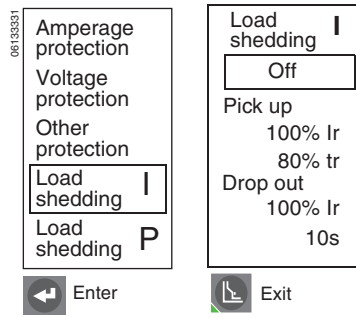 06133331
Amperage
protection
Voltage
protection
Other
protection
Load
shedding I
Load
shedding P
Enter
Load
shedding I
Off
Pick up
100% Ir
80% tr
Drop out
100% Ir
10s
Exit